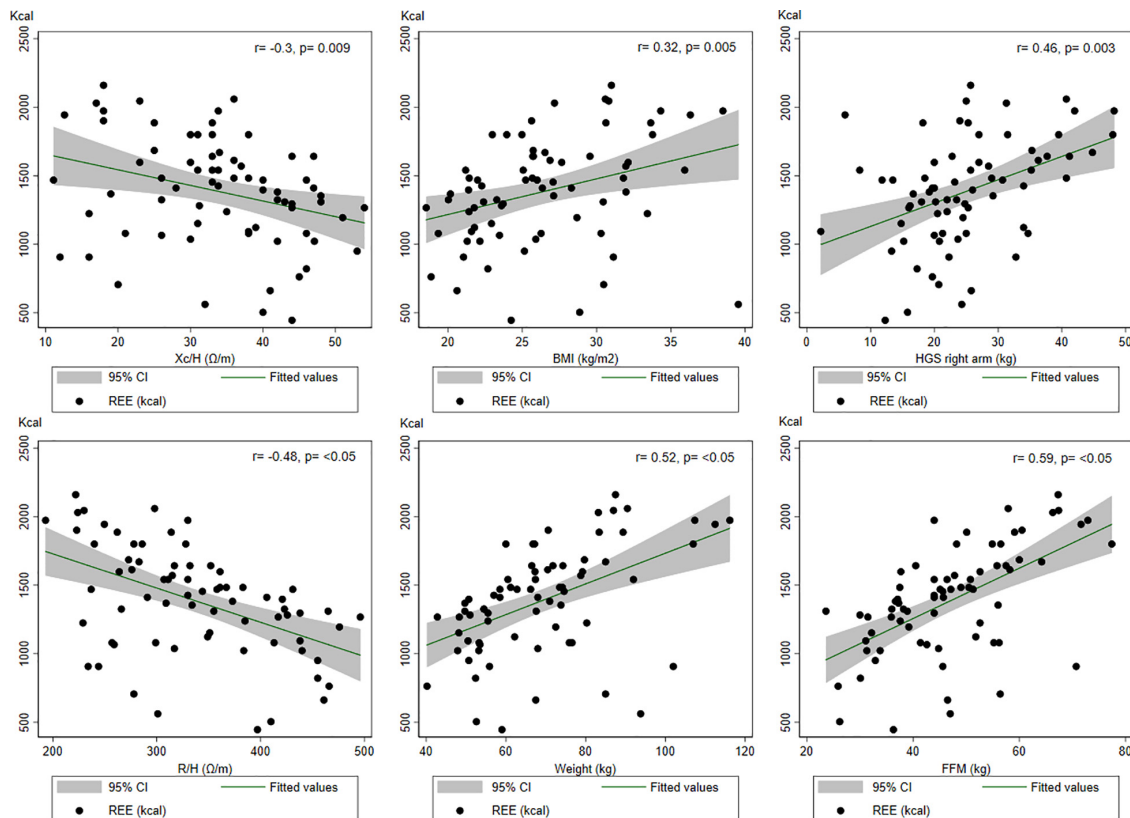 Kcal
r= -0.3, p= 0.009
2500
2000
1500
1000
500
10 20 30 40 50
Xc/H (Ω/m)
95% CI Fitted values
REE (kcal)
Kcal
r= 0.32, p= 0.005
2500
2000
1500
1000
500
20 25 30 35 40
BMI (kg/m2)
95% CI Fitted values
REE (kcal)
Kcal
r= 0.46, p= 0.003
2500
2000
1500
1000
500
0 10 20 30 40 50
HGS right arm (kg)
95% CI Fitted values
REE (kcal)
Kcal
r= -0.48, p= <0.05
2500
2000
1500
1000
500
200 300 400 500
R/H (Ω/m)
95% CI Fitted values
REE (kcal)
Kcal
r= 0.52, p= <0.05
2500
2000
1500
1000
500
40 60 80 100 120
Weight (kg)
95% CI Fitted values
REE (kcal)
Kcal
r= 0.59, p= <0.05
2500
2000
1500
1000
500
20 40 60 80
FFM (kg)
95% CI Fitted values
REE (kcal)